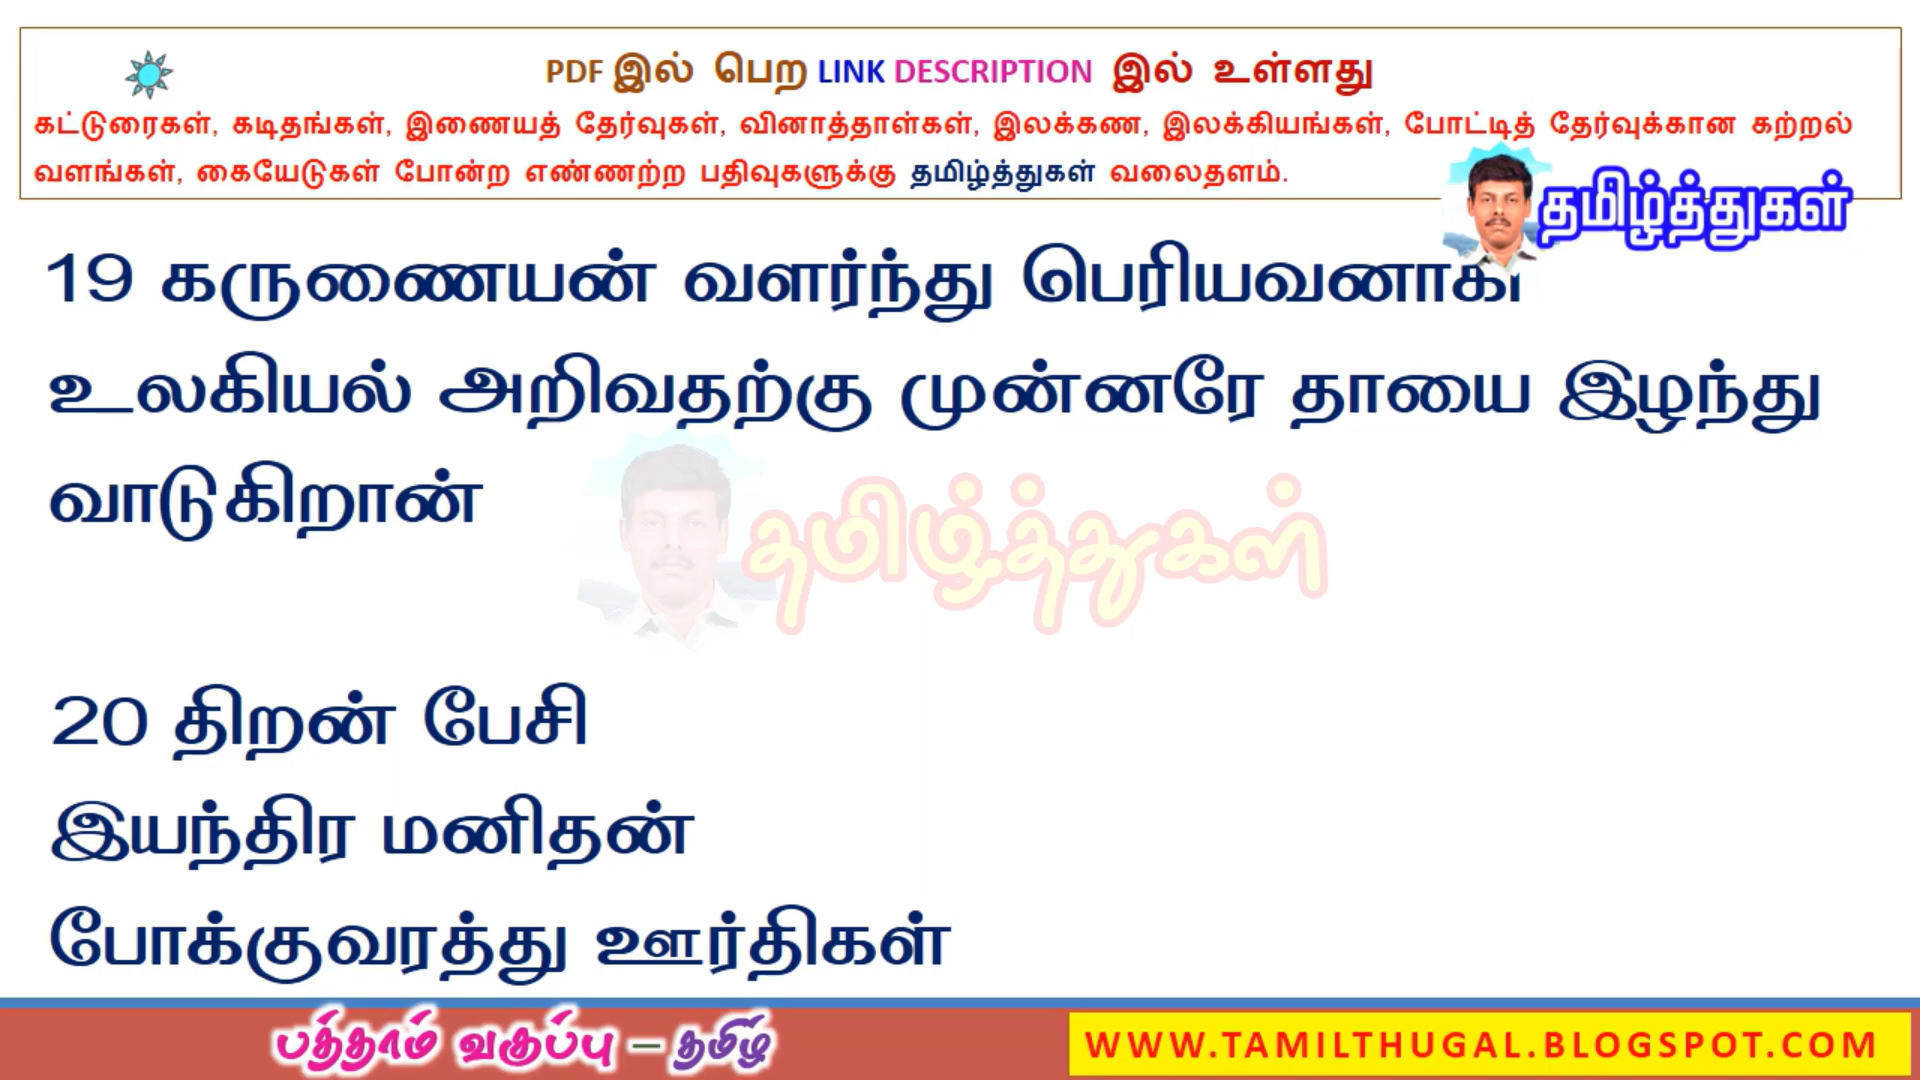 PDF இல் பெற LINK DESCRIPTION இல் உள்ளது
கட்டுரைகள், கடிதங்கள், இணையத் தேர்வுகள், வினாத்தாள்கள், இலக்கண, இலக்கியங்கள், போட்டித் தேர்வுக்கான கற்றல்
வளங்கள், கையேடுகள் போன்ற எண்ணற்ற பதிவுகளுக்கு தமிழ்த்துகள் வலைதளம்.
தமிழ்த்துகள்
19 கருணையன் வளர்ந்து பெரியவனாகி
உலகியல் அறிவதற்கு முன்னரே தாயை இழந்து
வாடுகிறான்
தமிழ்த்துகள்
20 திறன் பேசி
இயந்திர மனிதன்
போக்குவரத்து ஊர்திகள்
பத்தாம் வகுப்பு – தமிழ்
WWW.TAMILTHUGAL.BLOGSPOT.COM